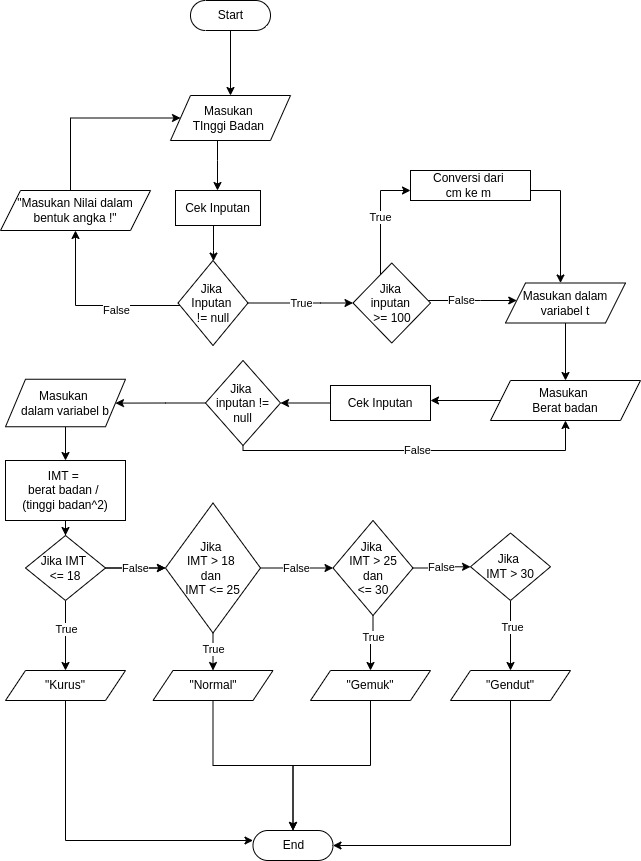 Start
Masukan
TInggi Badan
"Masukan Nilai dalam
bentuk angka !"
Cek Inputan
Conversi dari
cm ke m
True
Jika
Inputan
!= null
False
True
Jika
inputan
>= 100
False
Masukan dalam
variabel t
Masukan
dalam variabel b
Jika
inputan !=
null
Cek Inputan
Masukan
Berat badan
False
IMT =
berat badan /
(tinggi badan^2)
Jika IMT
<= 18
False
Jika
IMT > 18
dan
IMT <= 25
False
Jika
IMT > 25
dan
<= 30
False
Jika
IMT > 30
True
True
True
True
"Kurus"
"Normal"
"Gemuk"
"Gendut"
End